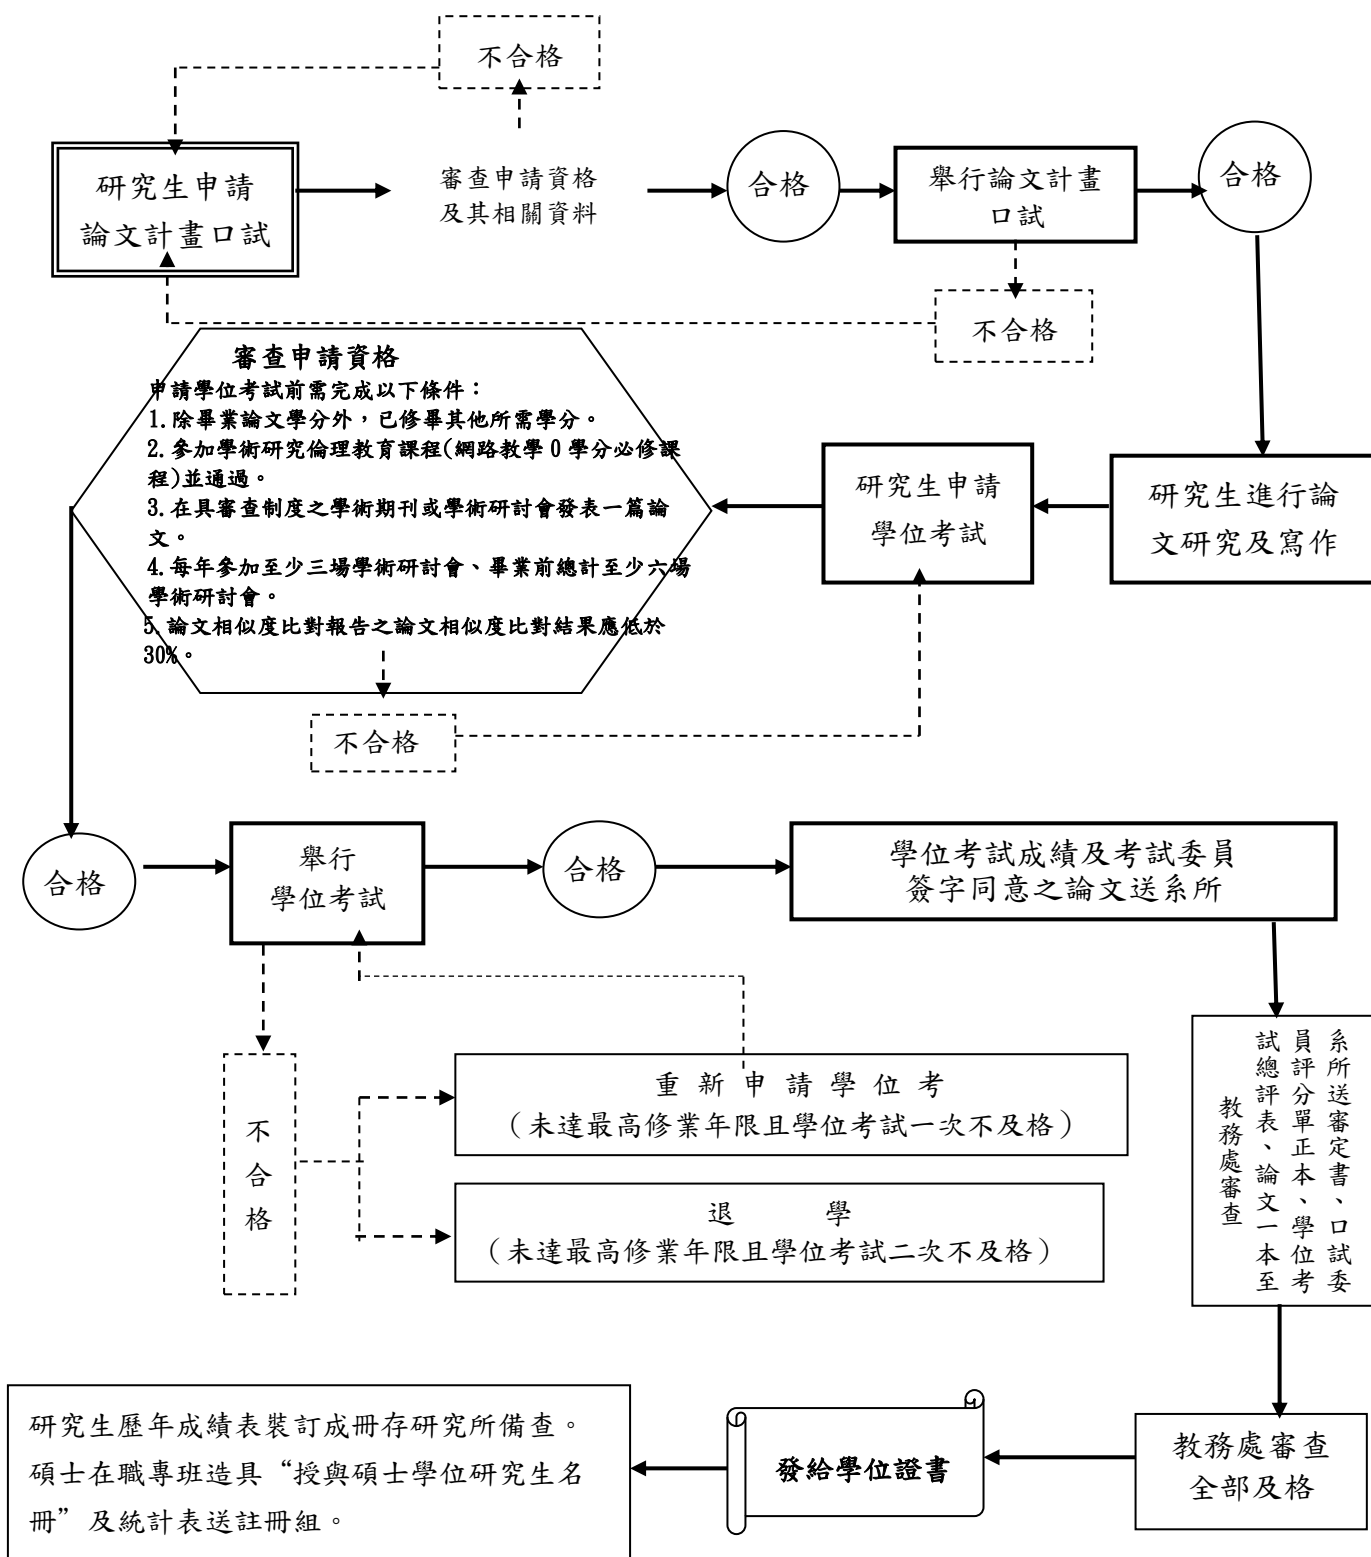 不合格
研究生申請
論文計畫口試
審查申請資格
及其相關資料
合格
舉行論文計畫
口試
合格
不合格
審查申請資格
申請學位考試前需完成以下條件：
1.除畢業論文學分外，已修畢其他所需學分。
2.參加學術研究倫理教育課程(網路教學0學分必修課
程)並通過。
3.在具審查制度之學術期刊或學術研討會發表一篇論
文。
4.每年參加至少三場學術研討會、畢業前總計至少六場
學術研討會。
5.論文相似度比對報告之論文相似度比對結果應低於
30%。
研究生申請
學位考試
研究生進行論
文研究及寫作
不合格
合格
舉行
學位考試
合格
學位考試成績及考試委員
簽字同意之論文送系所
不合格
重新申請學位考
（未達最高修業年限且學位考試一次不及格）
退學
（未達最高修業年限且學位考試二次不及格）
系所送審定書、口試委
員評分單正本、學位考
試總評表、論文一本至
教務處審查
教務處審查
全部及格
發給學位證書
研究生歷年成績表裝訂成冊存研究所備查。
碩士在職專班造具“授與碩士學位研究生名
冊”及統計表送註冊組。